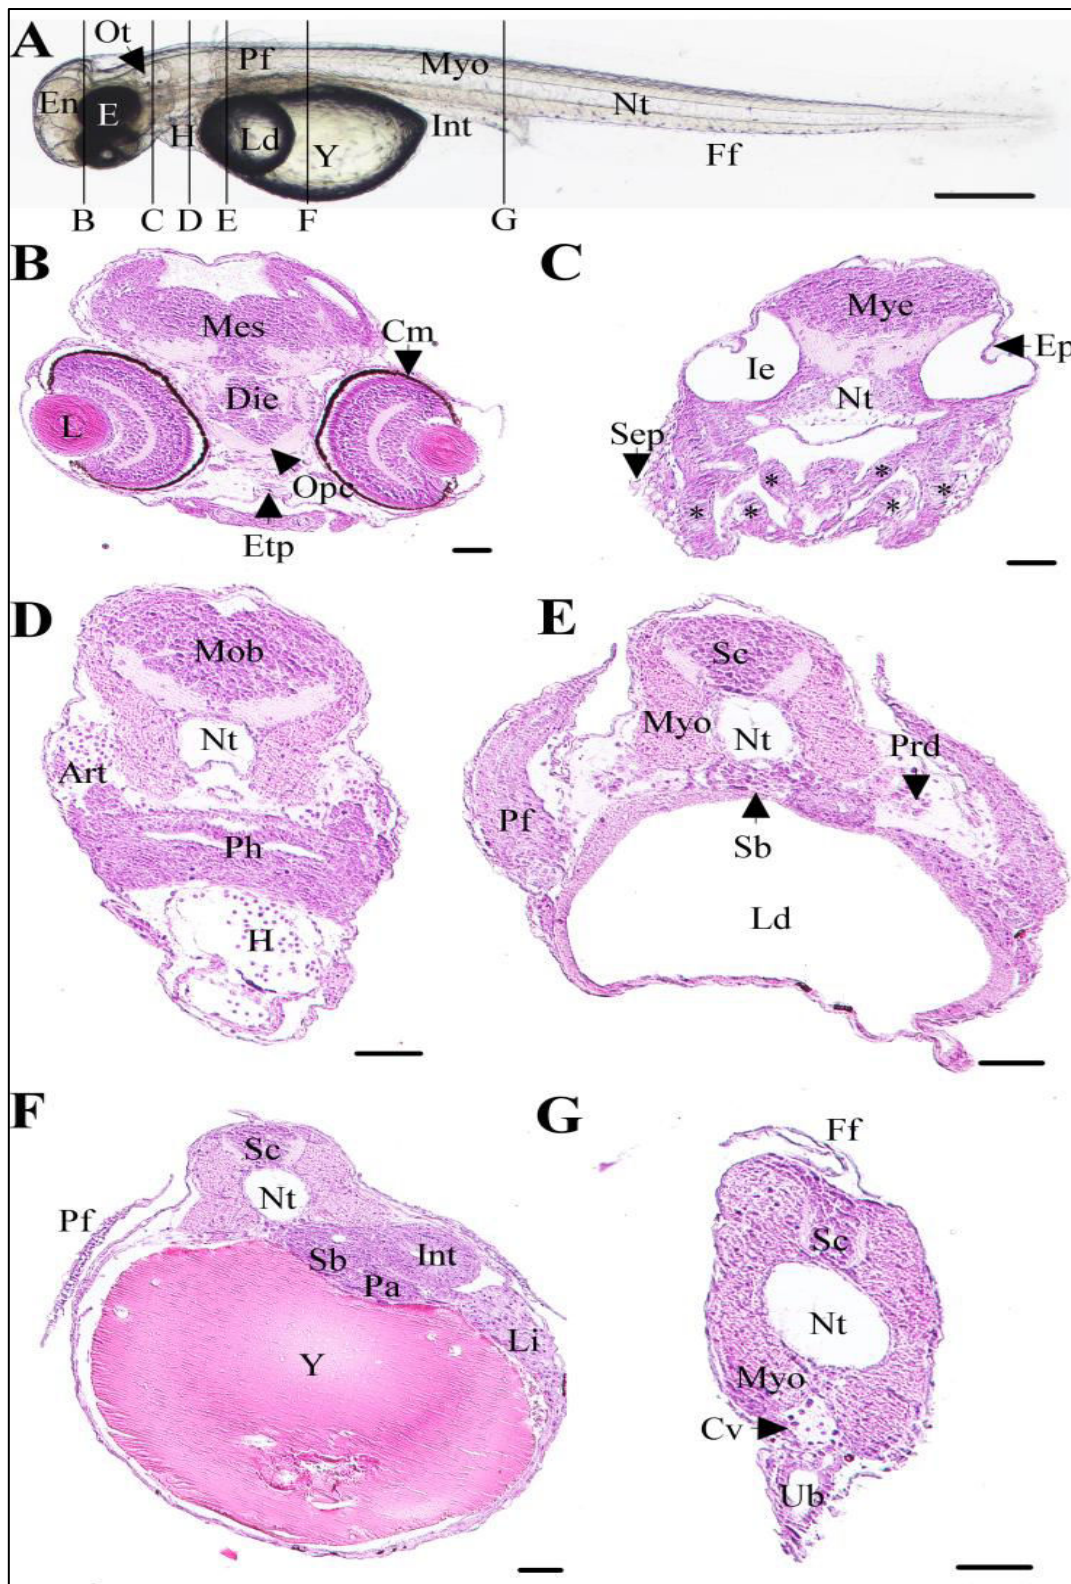 A
Ot
Pf
Myo
En
E
Nt
H
Ld
Y
Int
Ff
B C D E F G
B
Mes
Cm
Die
L
Opc
Etp
C
Mye
Ep
Ie
Nt
Sep
* * * * * *
D
Mob
Nt
Art
Ph
H
E
Sc
Myo
Nt
Prd
Pf
Sb
Ld
F
Sc
Nt
Pf
Sb
Int
Pa
Li
Y
G
Ff
Sc
Nt
Myo
Cv
Ub